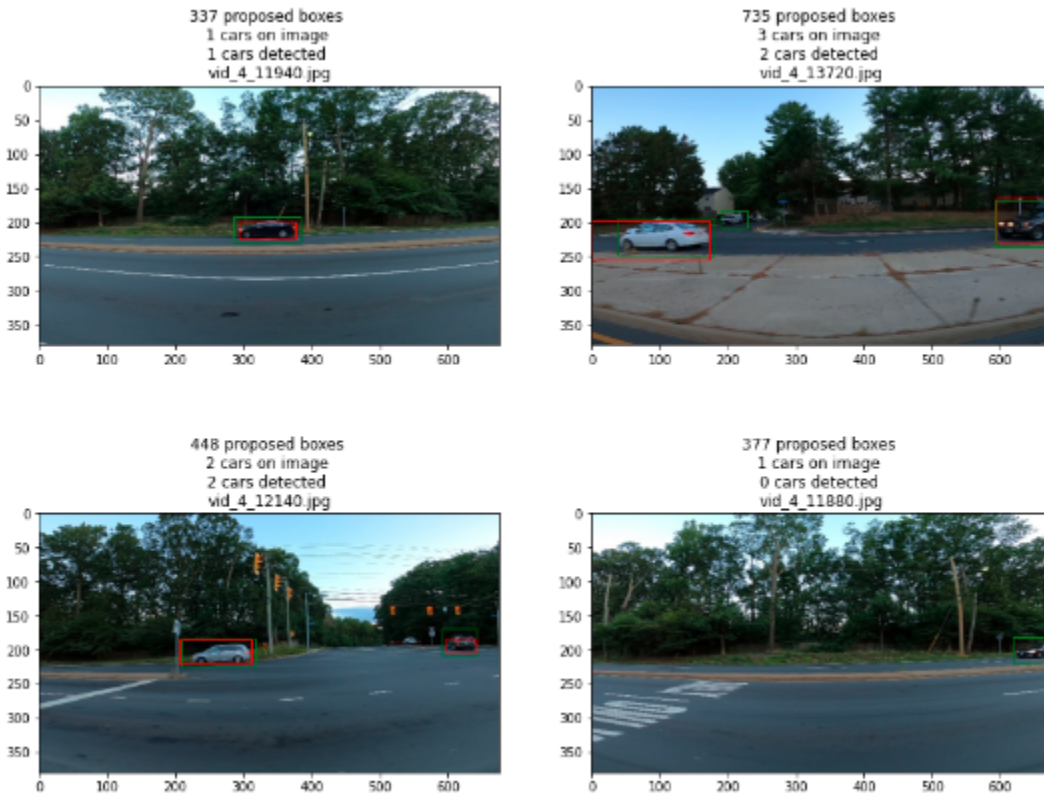 337 proposed boxes
1 cars on image
1 cars detected
vid_4_11940.jpg
0
50
100
150
200
250
300
350
0 100 200 300 400 500 600
735 proposed boxes
3 cars on image
2 cars detected
vid_4_13720.jpg
0
50
100
150
200
250
300
350
0 100 200 300 400 500 600
448 proposed boxes
2 cars on image
2 cars detected
vid_4_12140.jpg
0
50
100
150
200
250
300
350
0 100 200 300 400 500 600
377 proposed boxes
1 cars on image
0 cars detected
vid_4_11880.jpg
0
50
100
150
200
250
300
350
0 100 200 300 400 500 600